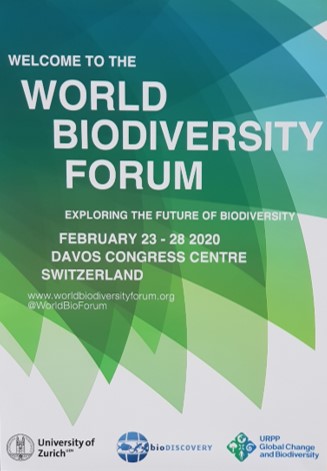 WELCOME TO THE
WORLD
BIODIVERSITY
FORUM
EXPLORING THE FUTURE OF BIODIVERSITY
FEBRUARY 23 - 28 2020
DAVOS CONGRESS CENTRE
SWITZERLAND
www.worldbiodiversityforum.org
@WorldBioForum
University of
Zurich
bioDISCOVERY
URPP
Global Change
and Biodiversity